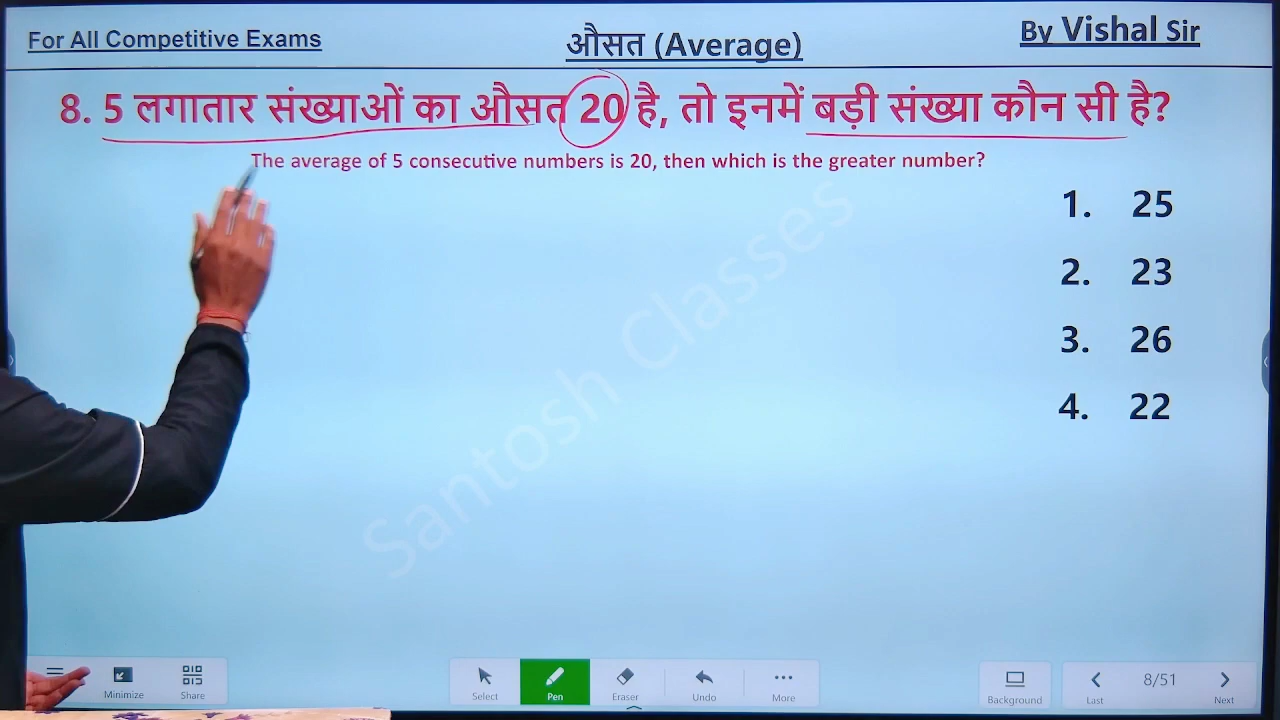 For All Competitive Exams
औसत (Average)
By Vishal Sir
8. 5 लगातार संख्याओं का औसत 20 है, तो इनमें बड़ी संख्या कौन सी है?
The average of 5 consecutive numbers is 20, then which is the greater number?
1. 25
2. 23
3. 26
4. 22
Santosh Classes
Minimize
Share
Select
Pen
Eraser
Undo
More
Background
Last
8/51
Next